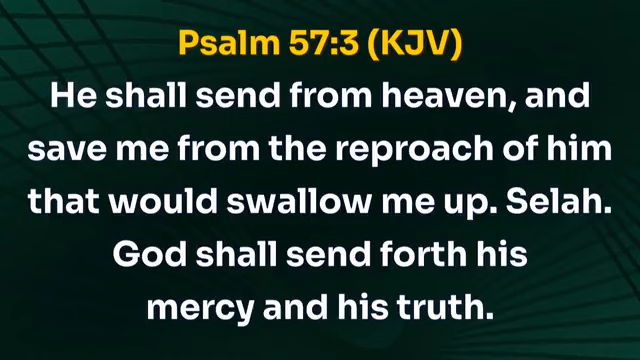 Psalm 57:3 (KJV)
He shall send from heaven, and
save me from the reproach of him
that would swallow me up. Selah.
God shall send forth his
mercy and his truth.